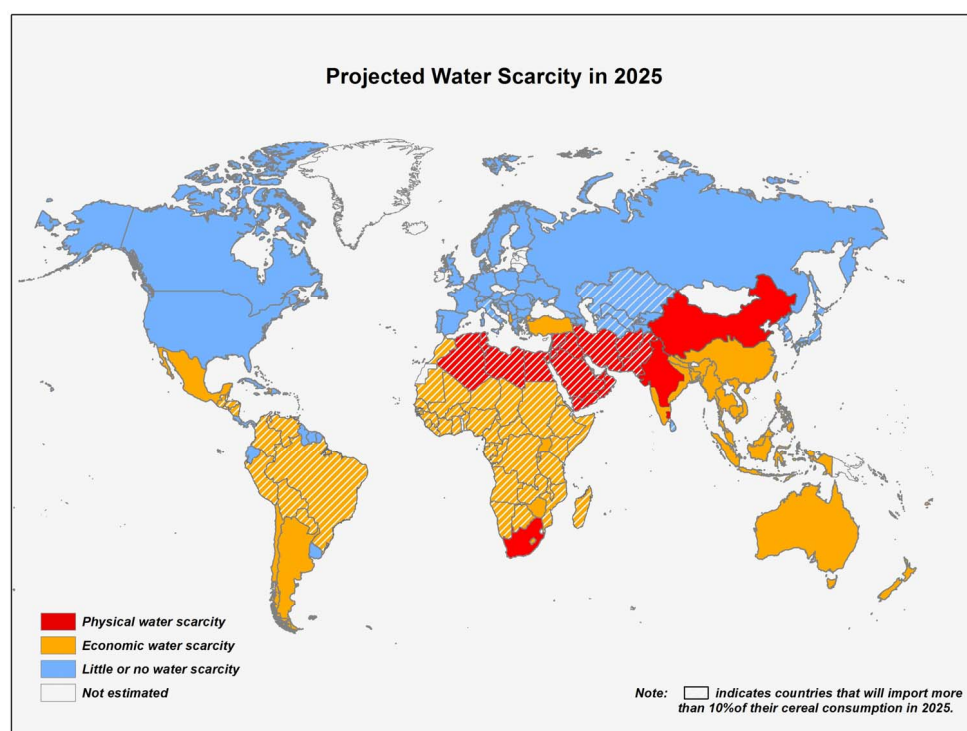 Projected Water Scarcity in 2025
Physical water scarcity
Economic water scarcity
Little or no water scarcity
Not estimated
Note: indicates countries that will import more
than 10%of their cereal consumption in 2025.